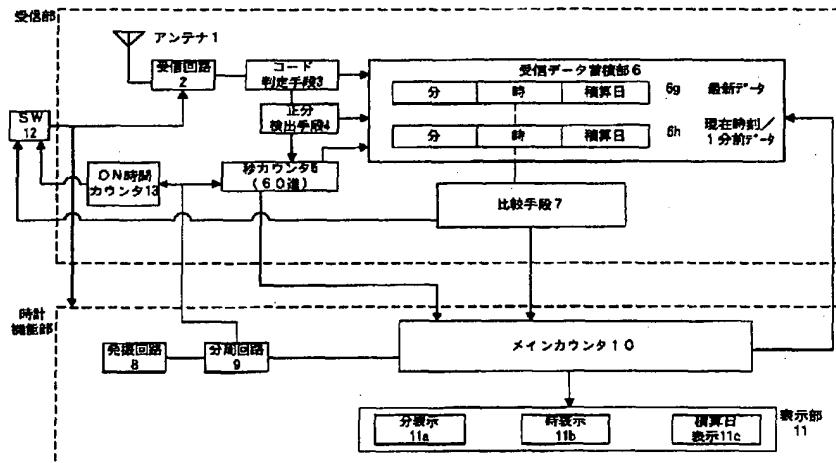 受信部
アンテナ1
受信回路
2
コード
判定手段3
正分
検出手段4
秒カウンタ5
(60進)
SW
12
ON時間
カウンタ13
受信データ蓄積部6
分
時
積算日
6g
最新データ
分
時
積算日
6h
現在時刻/
1分前データ
比較手段7
時計
機能部
発振回路
8
分周回路
9
メインカウンタ10
分表示
11a
時表示
11b
積算日
表示11c
表示部
11